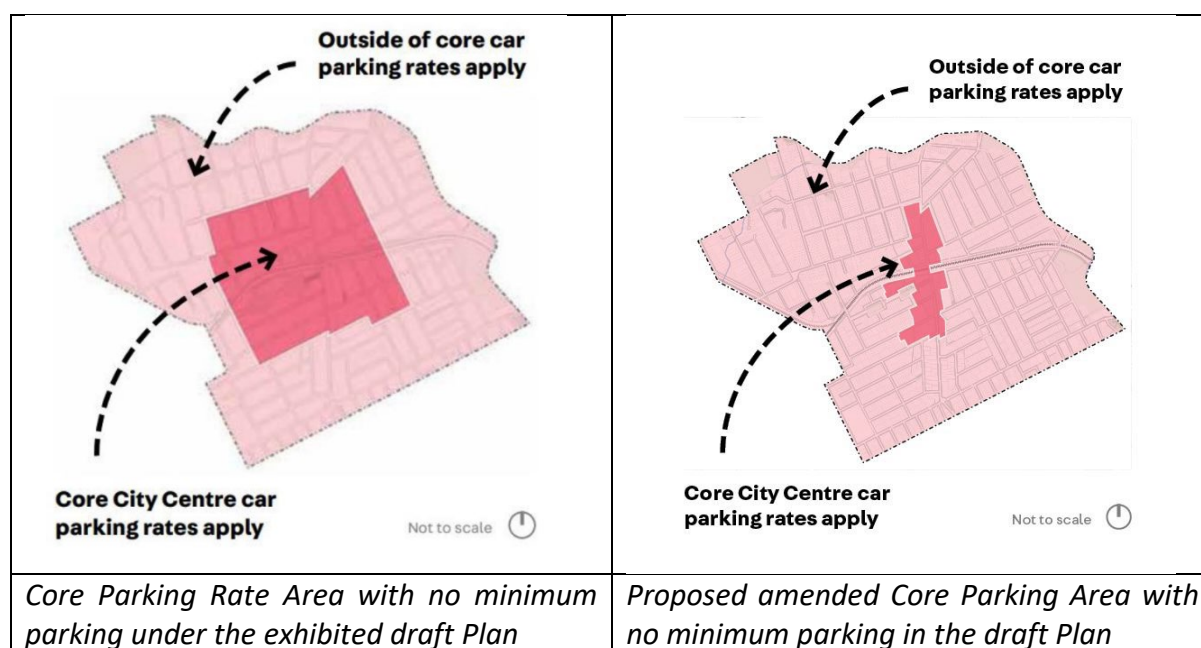 Outside of core car
parking rates apply
Core City Centre car
parking rates apply
Not to scale
Core Parking Rate Area with no minimum
parking under the exhibited draft Plan
Outside of core car
parking rates apply
Core City Centre car
parking rates apply
Not to scale
Proposed amended Core Parking Area with
no minimum parking in the draft Plan